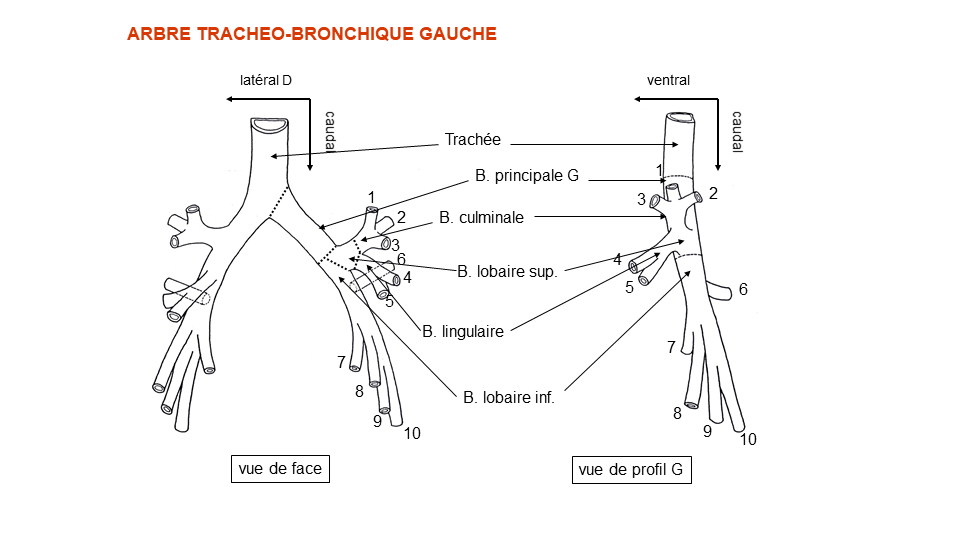 ARBRE TRACHEO-BRONCHIQUE GAUCHE
latéral D
ventral
caudal
caudal
Trachée
B. principale G
B. culminale
B. lobaire sup.
B. lingulaire
B. lobaire inf.
1
2
3
6
4
5
7
8
9
10
1
2
3
4
5
6
7
8
9
10
vue de face
vue de profil G